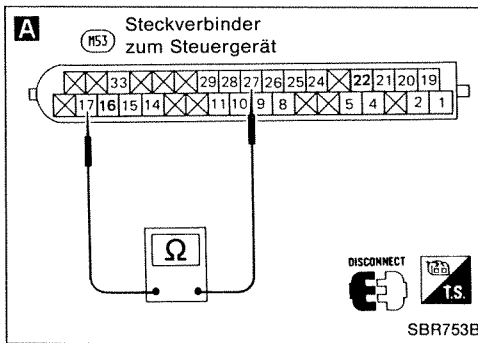 A
M53 Steckverbinder
zum Steuergerät
33 29 28 27 26 25 24 22 21 20 19
17 16 15 14 11 10 9 8 5 4 2 1
Ω
DISCONNECT
T.S.
SBR753B